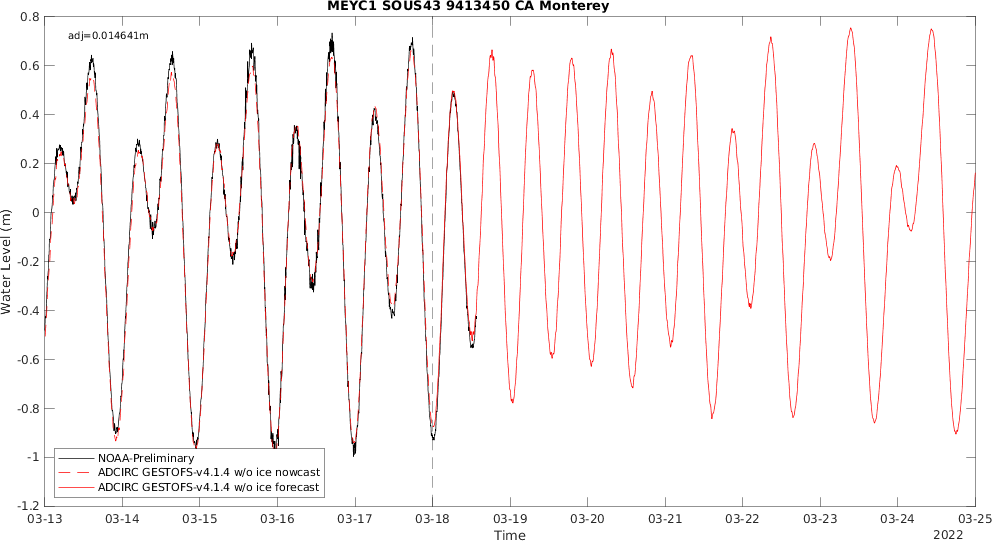 MEYC1 SOUS43 9413450 CA Monterey
adj=0.014641m
0.8
0.6
0.4
0.2
0
-0.2
-0.4
-0.6
-0.8
-1
-1.2
Water Level (m)
NOAA-Preliminary
ADCIRC GESTOFS-v4.1.4 w/o ice nowcast
ADCIRC GESTOFS-v4.1.4 w/o ice forecast
03-13 03-14 03-15 03-16 03-17 03-18 03-19 03-20 03-21 03-22 03-23 03-24 03-25
Time
2022